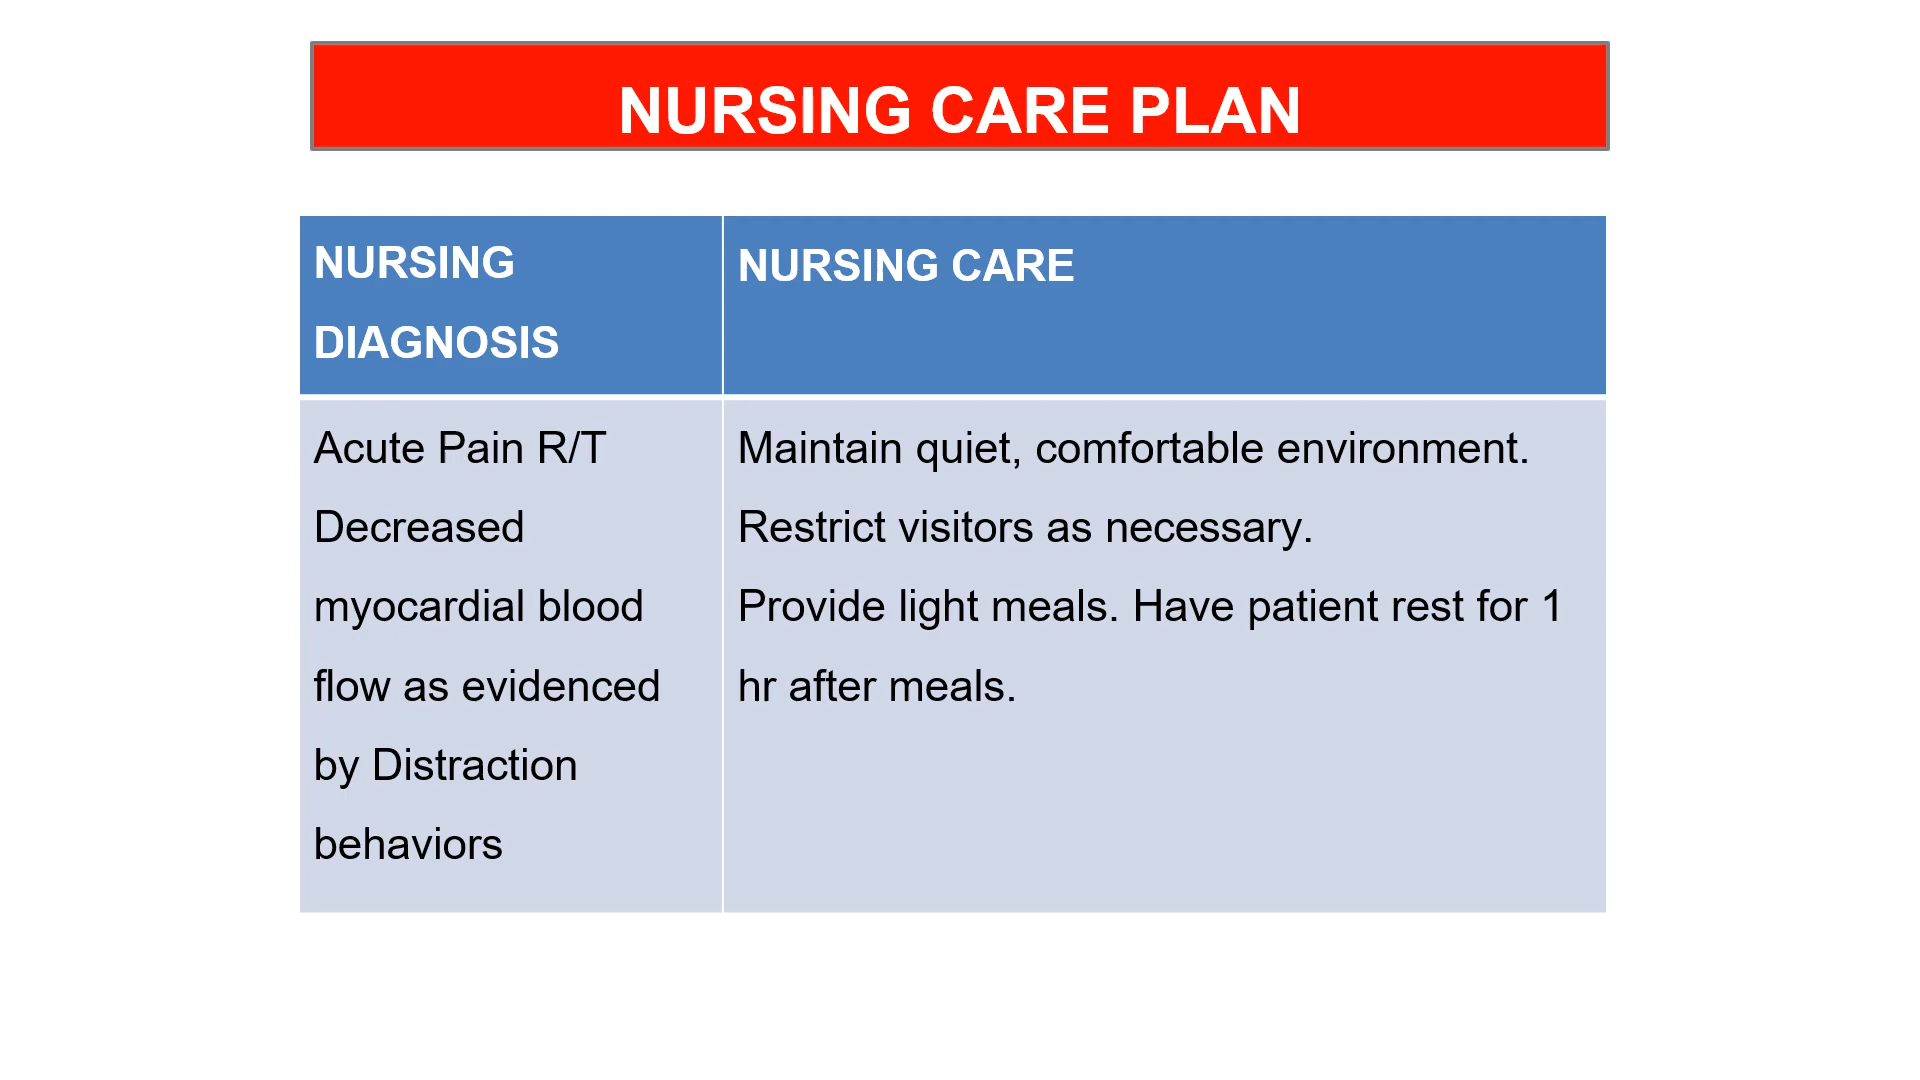 NURSING CARE PLAN
NURSING
DIAGNOSIS
NURSING CARE
Acute Pain R/T
Decreased
myocardial blood
flow as evidenced
by Distraction
behaviors
Maintain quiet, comfortable environment.
Restrict visitors as necessary.
Provide light meals. Have patient rest for 1
hr after meals.